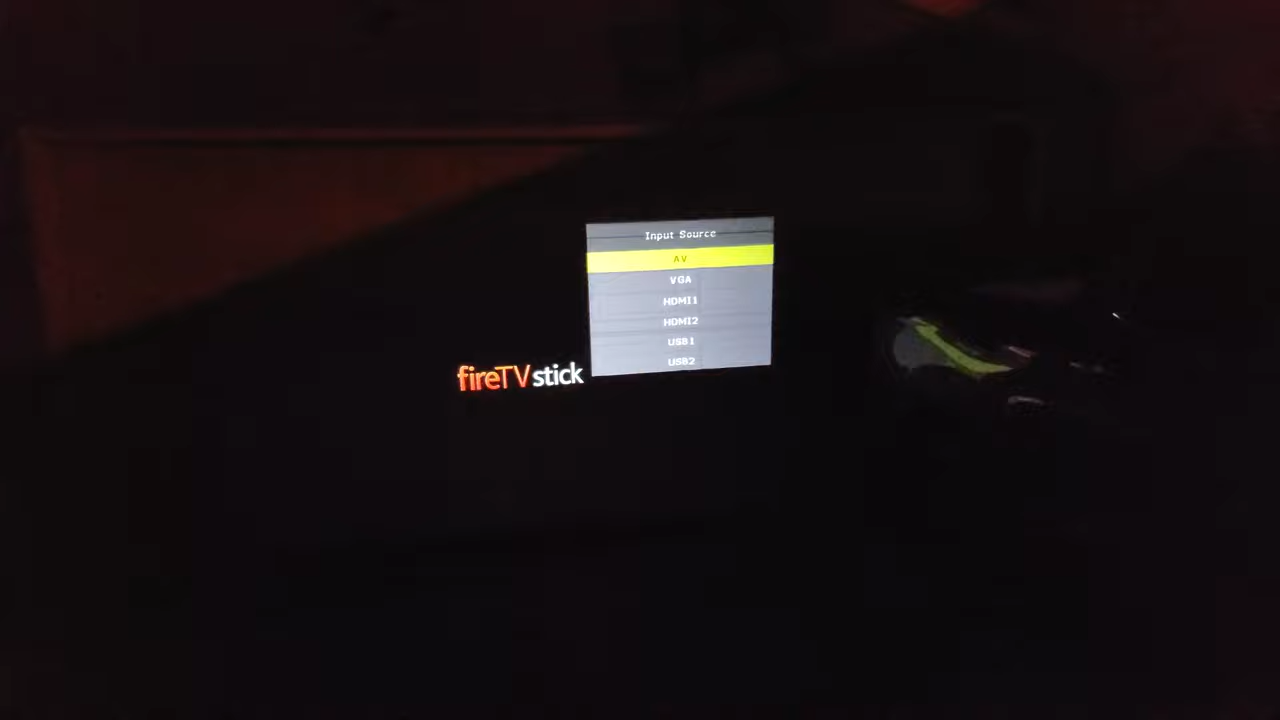 Input Source
AV
VGA
HDMI1
HDMI2
USB1
USB2
fireTVstick